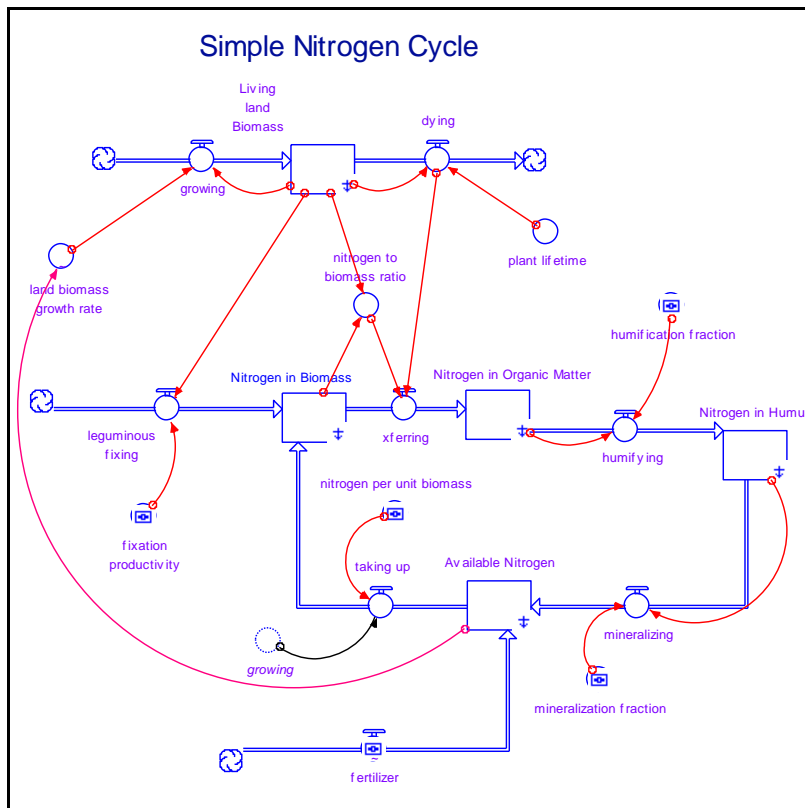 Simple Nitrogen Cycle
Living
land
Biomass
dying
growing
plant lifetime
land biomass
growth rate
nitrogen to
biomass ratio
humification fraction
Nitrogen in Biomass
Nitrogen in Organic Matter
Nitrogen in Humu
leguminous
fixing
xferring
humifying
nitrogen per unit biomass
fixation
productivity
taking up
Available Nitrogen
mineralizing
growing
mineralization fraction
fertilizer